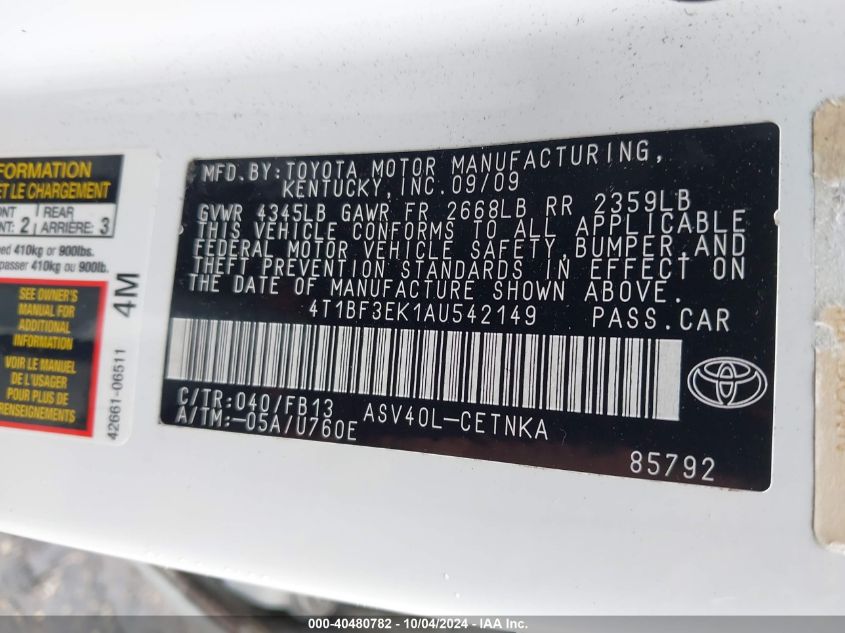 MFD. BY: TOYOTA MOTOR MANUFACTURING,
KENTUCKY, INC. 09/09
GVWR 4345LB GAWR FR 2668LB RR 2359LB
THIS VEHICLE CONFORMS TO ALL APPLICABLE
FEDERAL MOTOR VEHICLE SAFETY, BUMPER, AND
THEFT PREVENTION STANDARDS IN EFFECT ON
THE DATE OF MANUFACTURE SHOWN ABOVE.
4T1BF3EK1AU542149 PASS.CAR
C/TR: 040/FB13
A/TM:-05A/U760E
ASV40L-CETNKA
85792
FORMATION
ET LE CHARGEMENT
REAR
2 ARRIÈRE: 3
410kg or 900lbs.
passer 410kg ou 900lb.
SEE OWNER'S
MANUAL FOR
ADDITIONAL
INFORMATION
VOIR LE MANUEL
DE L'USAGER
POUR PLUS DE
RENSEIGNEMENTS
4M
42661-06511
000-40480782 - 10/04/2024 - IAA Inc.